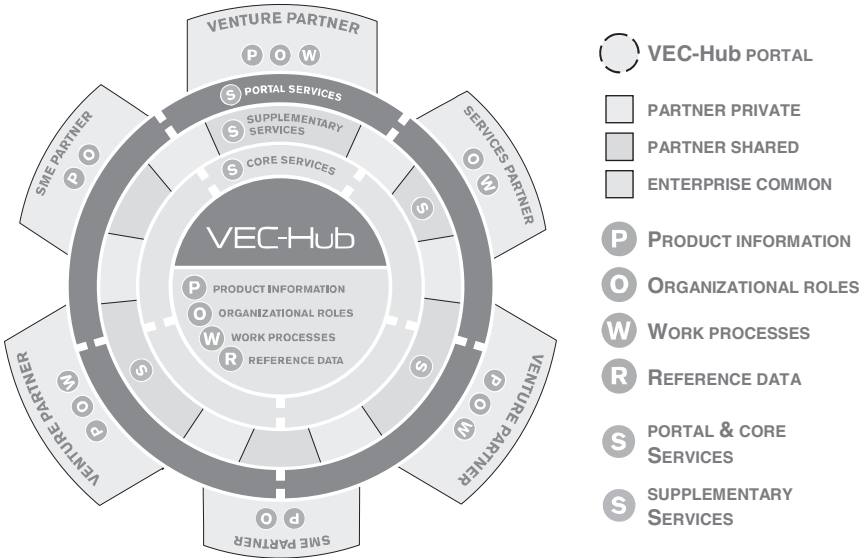 VENTURE PARTNER
P O W
S PORTAL SERVICES
S SUPPLEMENTARY
SERVICES
S CORE SERVICES
SME PARTNER
P O
SERVICES PARTNER
O W
S
VEC-Hub
P PRODUCT INFORMATION
O ORGANIZATIONAL ROLES
W WORK PROCESSES
R REFERENCE DATA
S
S
VENTURE PARTNER
P O W
VENTURE PARTNER
P O W
SME PARTNER
P O
VEC-Hub PORTAL
PARTNER PRIVATE
PARTNER SHARED
ENTERPRISE COMMON
P PRODUCT INFORMATION
O ORGANIZATIONAL ROLES
W WORK PROCESSES
R REFERENCE DATA
S PORTAL & CORE
SERVICES
S SUPPLEMENTARY
SERVICES